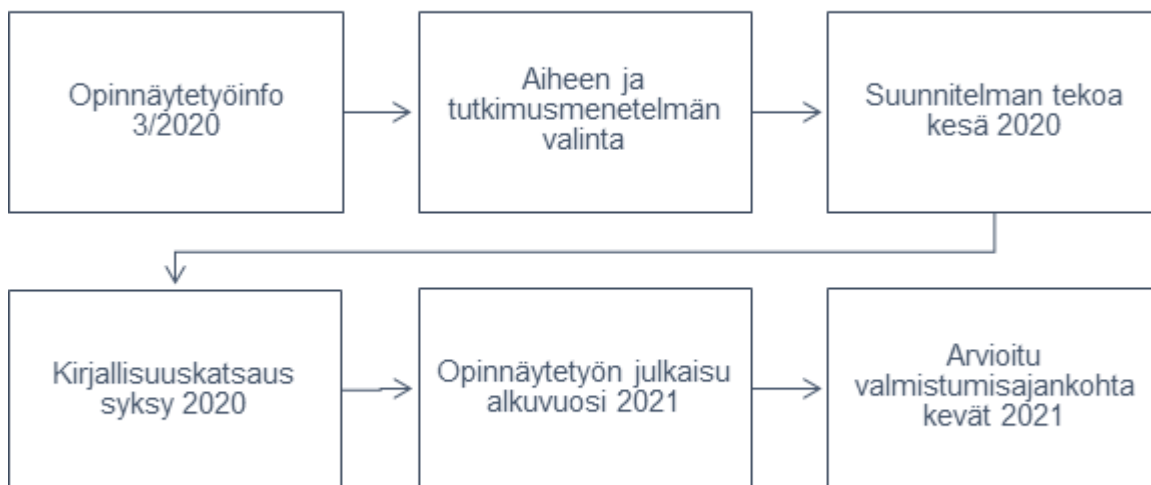 Opinnäytetyöinfo
3/2020
Aiheen ja
tutkimusmenetelmän
valinta
Suunnitelman tekoa
kesä 2020
Kirjallisuuskatsaus
syksy 2020
Opinnäytetyön julkaisu
alkuvuosi 2021
Arvioitu
valmistumisajankohta
kevät 2021